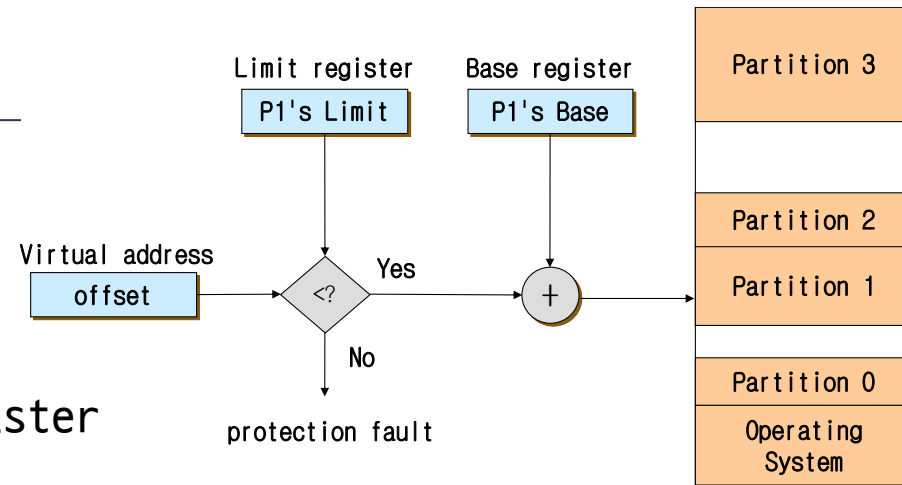 Limit register
Base register
P1's Limit
P1's Base
Partition 3
Partition 2
Virtual address
offset
<?
Yes
+
Partition 1
No
protection fault
Partition 0
Operating
System